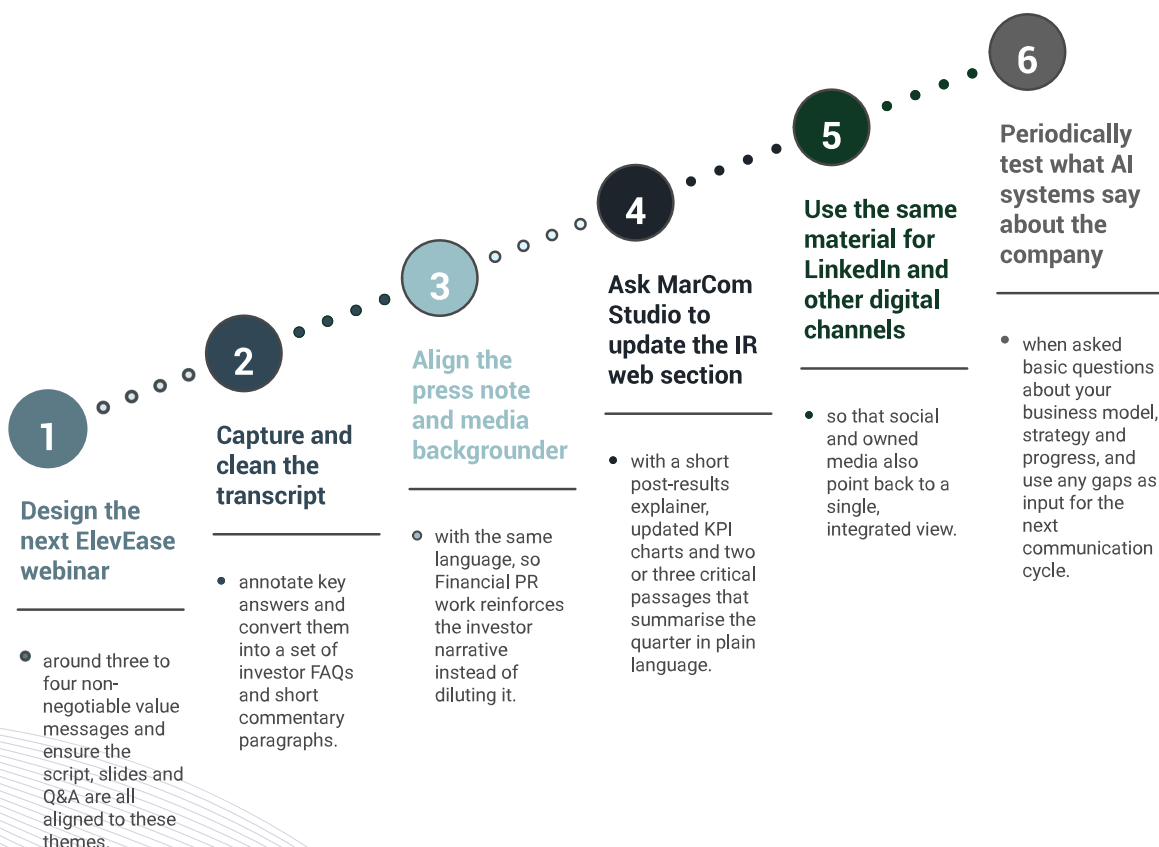 1
Design the
next ElevEase
webinar
around three to
four non-
negotiable value
messages and
ensure the
script, slides and
Q&A are all
aligned to these
themes.
2
Capture and
clean the
transcript
annotate key
answers and
convert them
into a set of
investor FAQs
and short
commentary
paragraphs.
3
Align the
press note
and media
backgrounder
with the same
language, so
Financial PR
work reinforces
the investor
narrative
instead of
diluting it.
4
Ask MarCom
Studio to
update the IR
web section
with a short
post-results
explainer,
updated KPI
charts and two
or three critical
passages that
summarise the
quarter in plain
language.
5
Use the same
material for
LinkedIn and
other digital
channels
so that social
and owned
media also
point back to a
single,
integrated view.
6
Periodically
test what AI
systems say
about the
company
when asked
basic questions
about your
business model,
strategy and
progress, and
use any gaps as
input for the
next
communication
cycle.